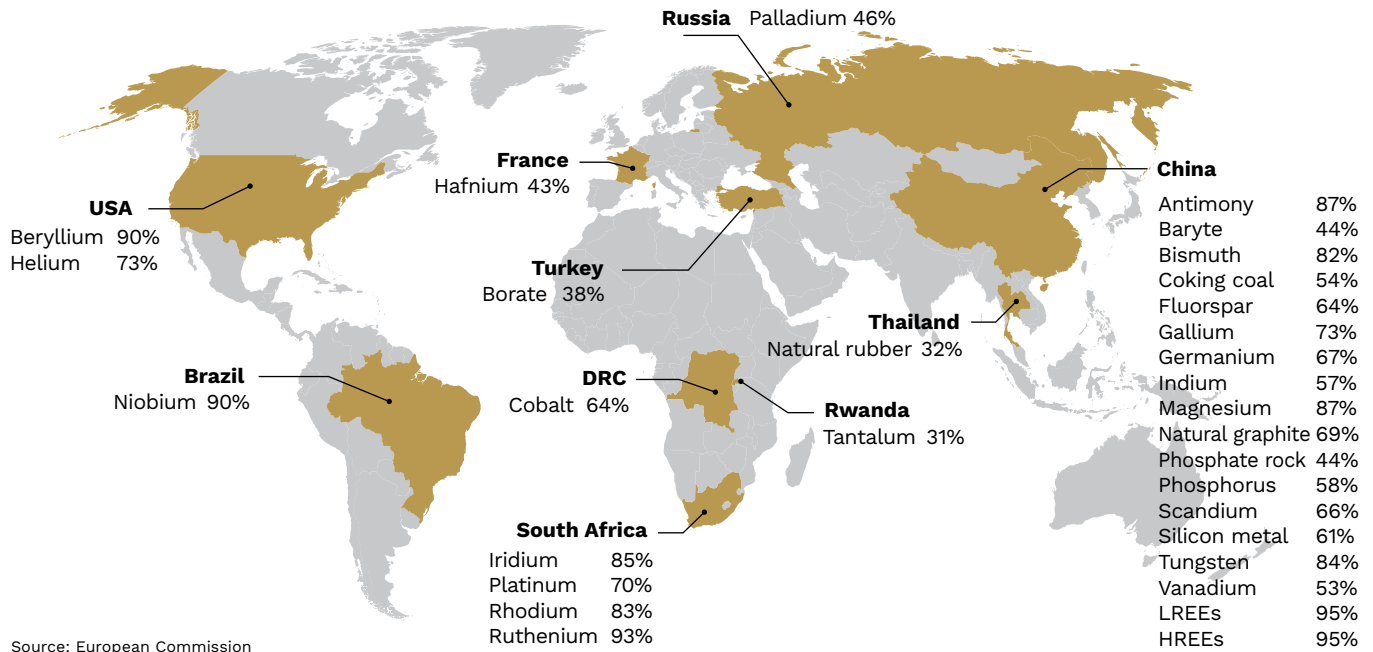 Russia Palladium 46%
France
Hafnium 43%
China
Antimony 87%
Baryte 44%
Bismuth 82%
Coking coal 54%
Fluorspar 64%
Gallium 73%
Germanium 67%
Indium 57%
Magnesium 87%
Natural graphite 69%
Phosphate rock 44%
Phosphorus 58%
Scandium 66%
Silicon metal 61%
Tungsten 84%
Vanadium 53%
LREEs 95%
HREEs 95%
USA
Beryllium 90%
Helium 73%
Turkey
Borate 38%
Thailand
Natural rubber 32%
Brazil
Niobium 90%
DRC
Cobalt 64%
Rwanda
Tantalum 31%
South Africa
Iridium 85%
Platinum 70%
Rhodium 83%
Ruthenium 93%
Source: European Commission